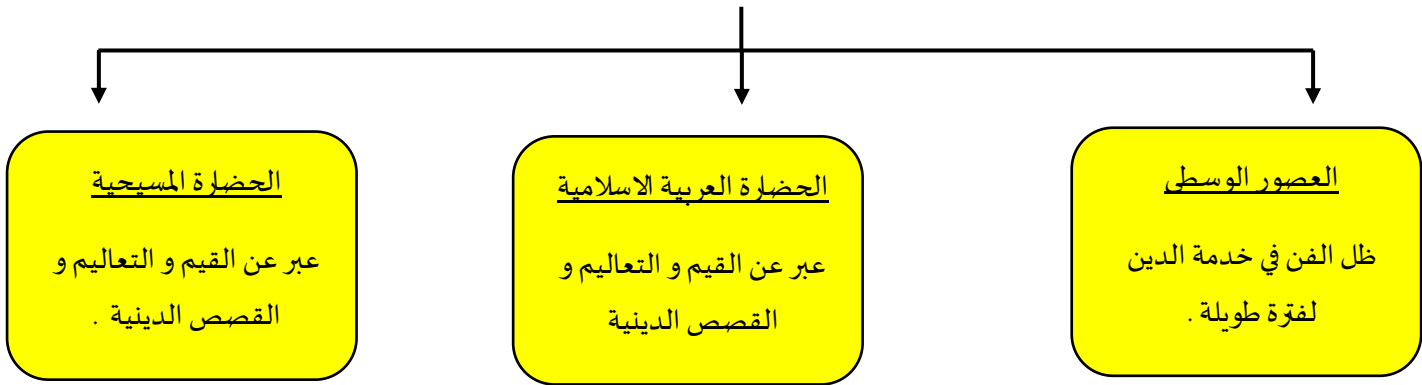 العصور الوسطى
ظل الفن في خدمة الدين
لفترة طويلة .
الحضارة العربية الاسلامية
عبر عن القيم و التعاليم و
القصص الدينية
الحضارة المسيحية
عبر عن القيم و التعاليم و
القصص الدينية .